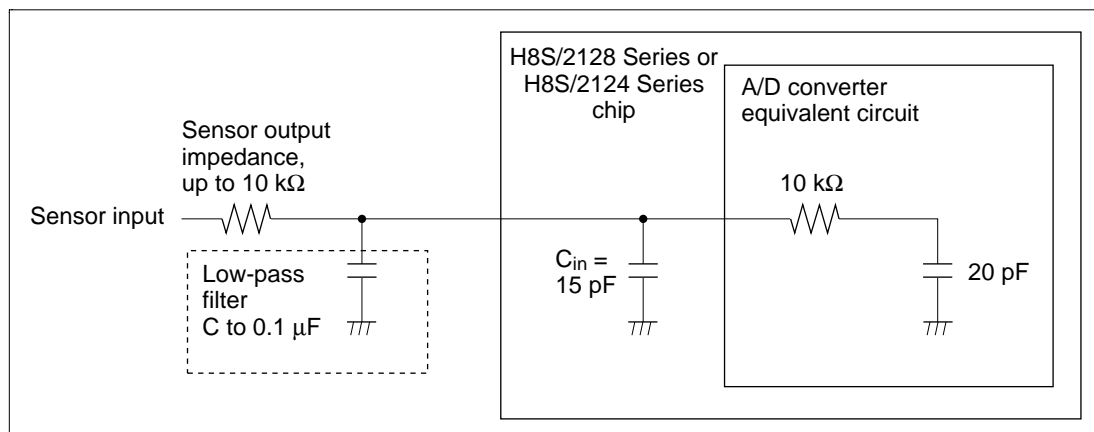 H8S/2128 Series or
H8S/2124 Series
chip
A/D converter
equivalent circuit
Sensor output
impedance,
up to 10 kΩ
10 kΩ
Sensor input
Low-pass
filter
C to 0.1 μF
Cin =
15 pF
20 pF